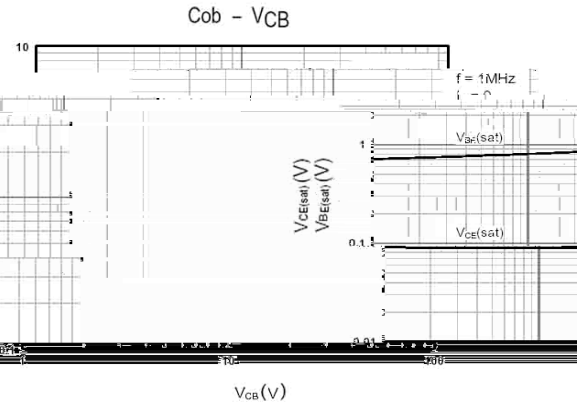 Cob – VCB
10
f = 1MHz
VBE(sat)
1
VCE(sat)(V)
VBE(sat)(V)
VCE(sat)
0.1
0.01
VCB(V)